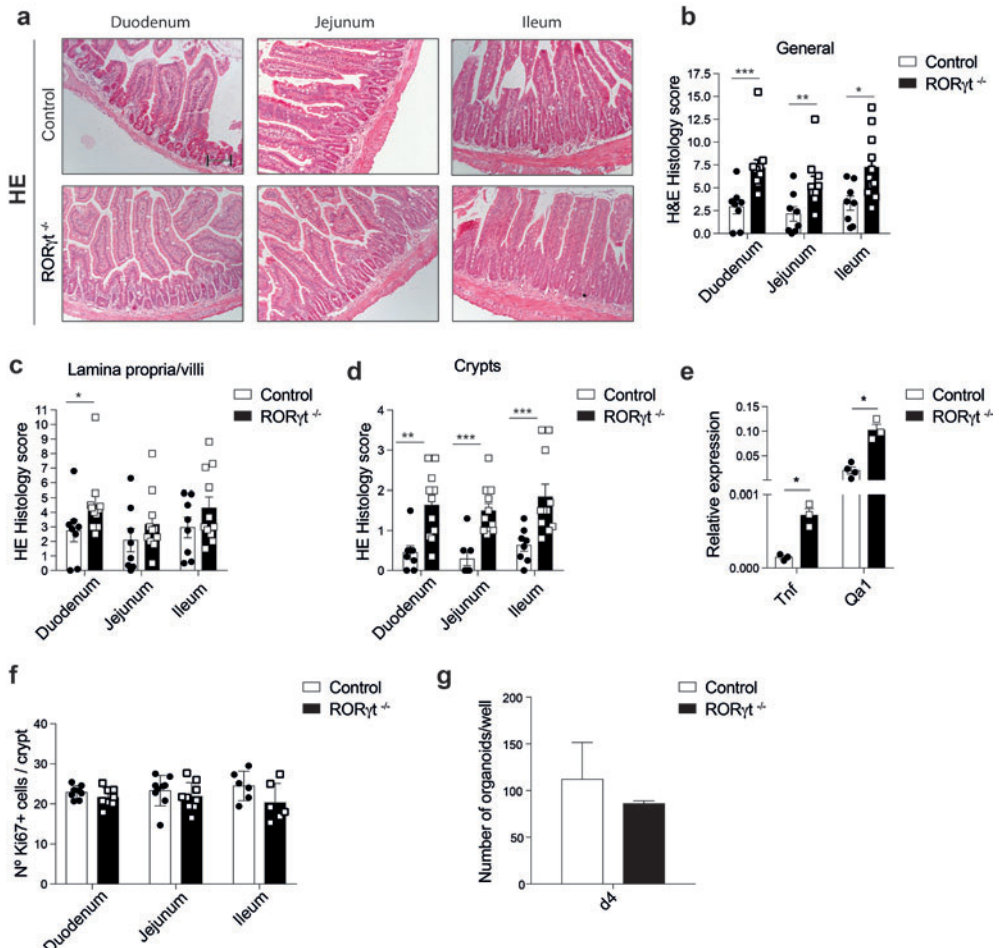 a
Duodenum
Jejunum
Ileum
HE
Control
RORγt -/-
b
General
Control
RORγt -/-
H&E Histology score
17.5
15.0
12.5
10.0
7.5
5.0
2.5
0.0
***
**
*
Duodenum
Jejunum
Ileum
c
Lamina propria/villi
Control
RORγt -/-
HE Histology score
11
10
9
8
7
6
5
4
3
2
1
0
*
Duodenum
Jejunum
Ileum
d
Crypts
Control
RORγt -/-
HE Histology score
4
3
2
1
0
**
***
***
Duodenum
Jejunum
Ileum
e
Control
RORγt -/-
Relative expression
0.15
0.10
0.05
0.001
0.000
*
*
Tnf
Qa1
f
Control
RORγt -/-
Nº Ki67+ cells / crypt
40
30
20
10
0
Duodenum
Jejunum
Ileum
g
Control
RORγt -/-
Number of organoids/well
200
150
100
50
0
d4